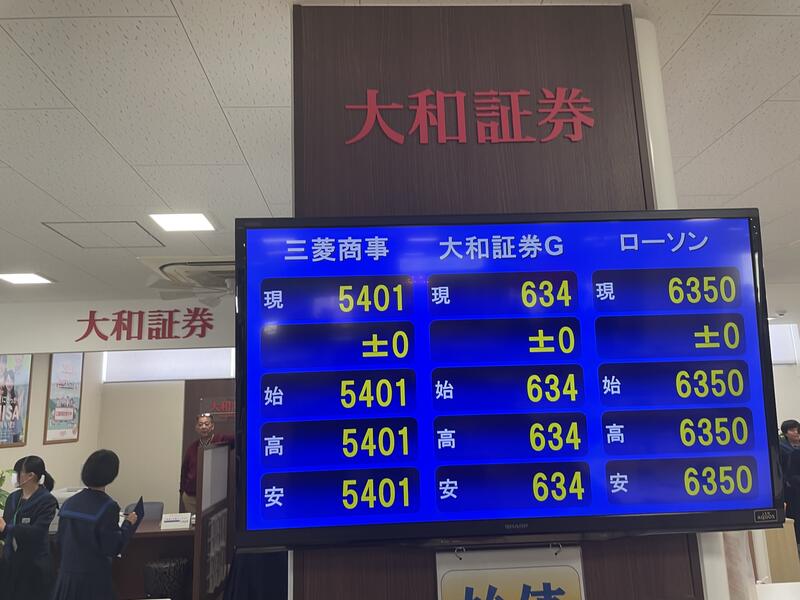 大和証券
三菱商事 大和証券G ローソン
現 5401 現 634 現 6350
±0 ±0 ±0
始 5401 始 634 始 6350
高 5401 高 634 高 6350
安 5401 安 634 安 6350
SHARP
AQUOS
大和証券